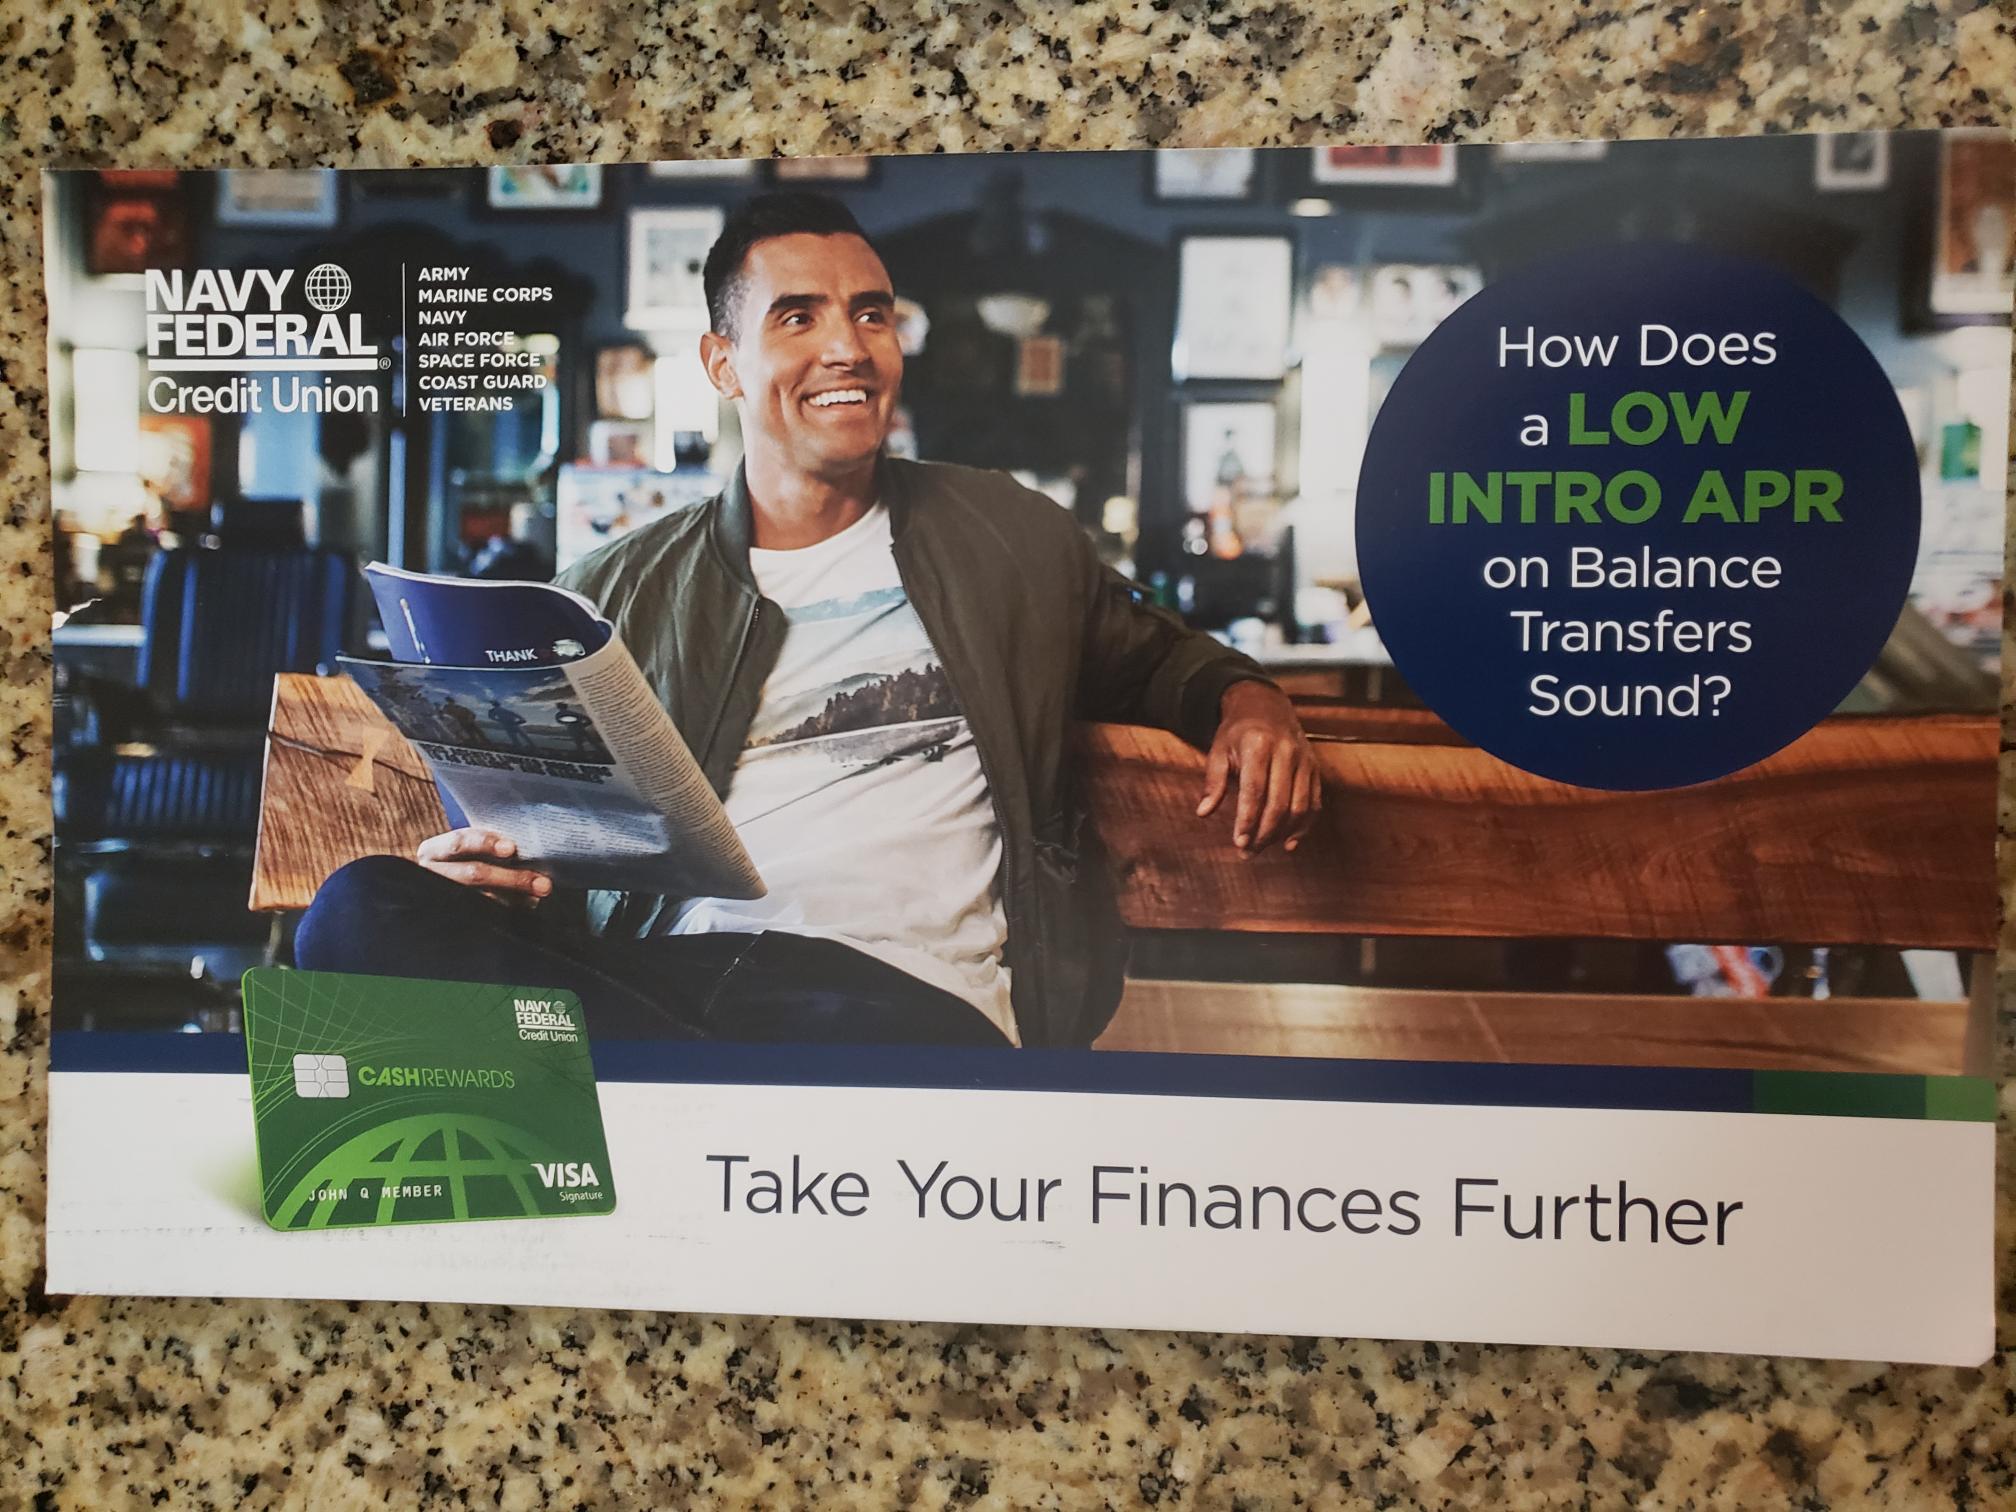 NAVY
FEDERAL®
Credit Union
ARMY
MARINE CORPS
NAVY
AIR FORCE
SPACE FORCE
COAST GUARD
VETERANS
THANK
How Does
a LOW
INTRO APR
on Balance
Transfers
Sound?
NAVY
FEDERAL
Credit Union
CASHREWARDS
JOHN Q MEMBER
VISA
Signature
Take Your Finances Further